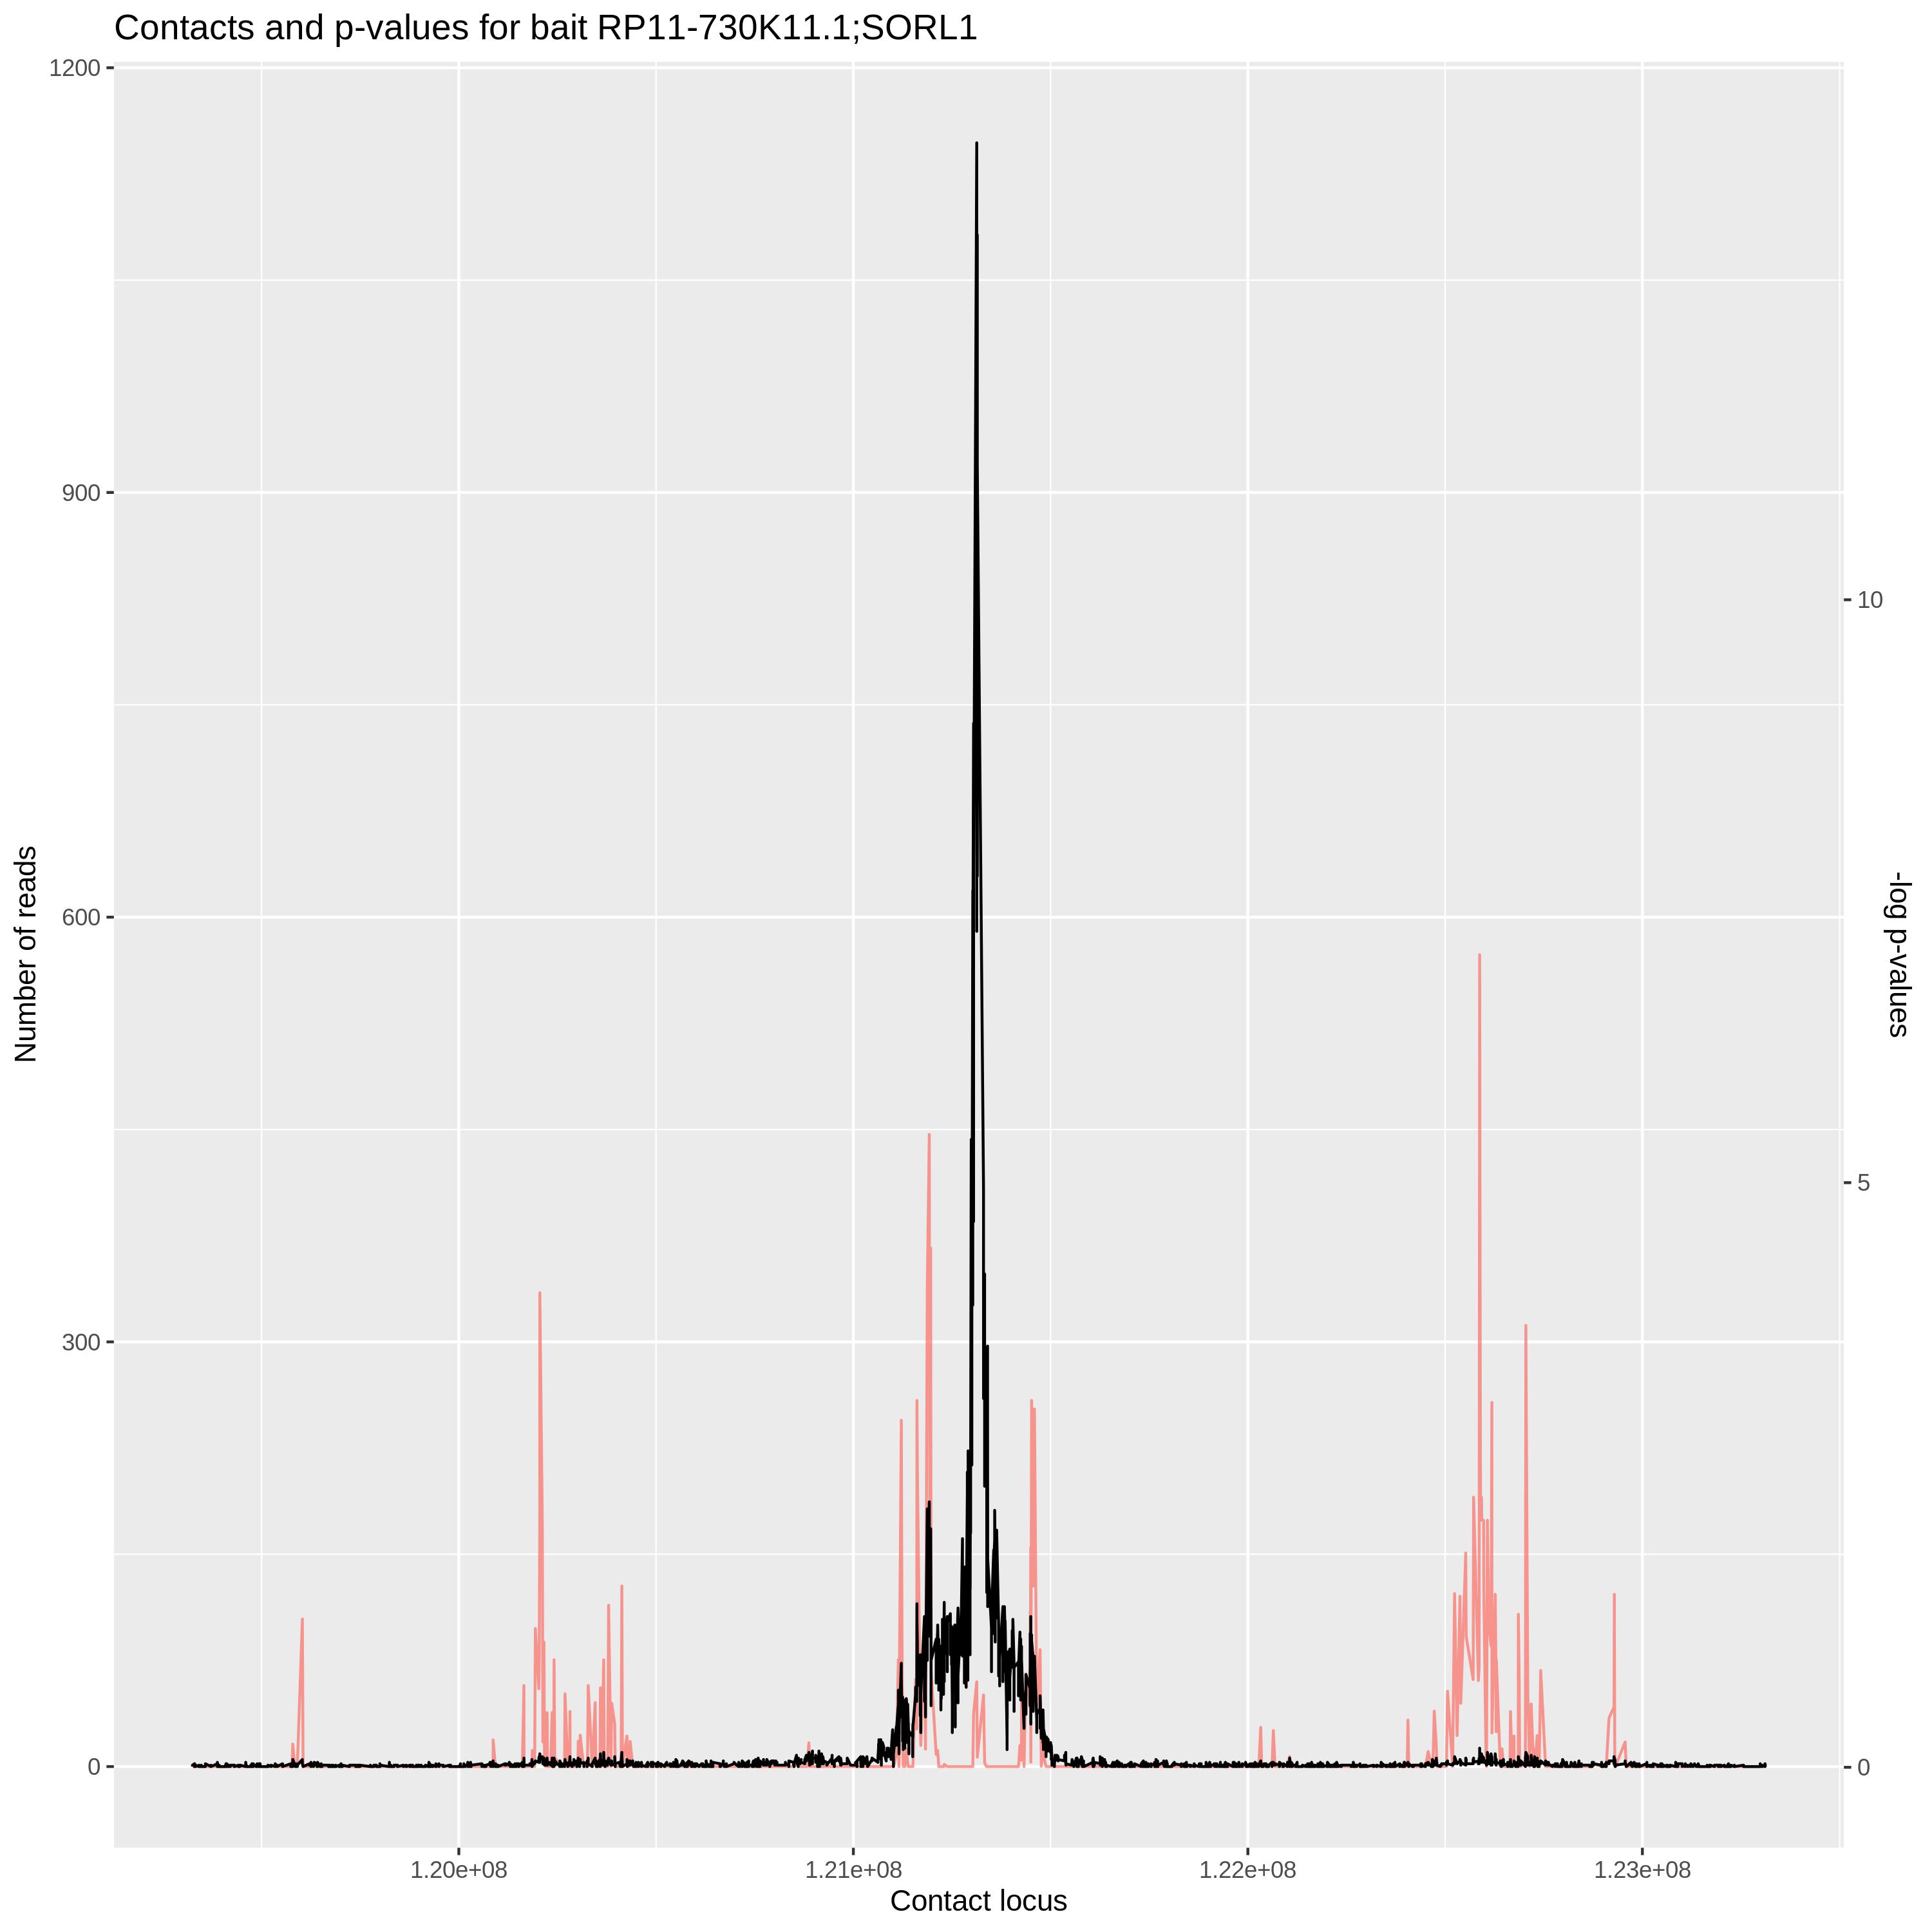 Contacts and p-values for bait RP11-730K11.1;SORL1
1200
900
600
300
0
Number of reads
10
5
0
-log p-values
1.20e+08
1.21e+08
1.22e+08
1.23e+08
Contact locus